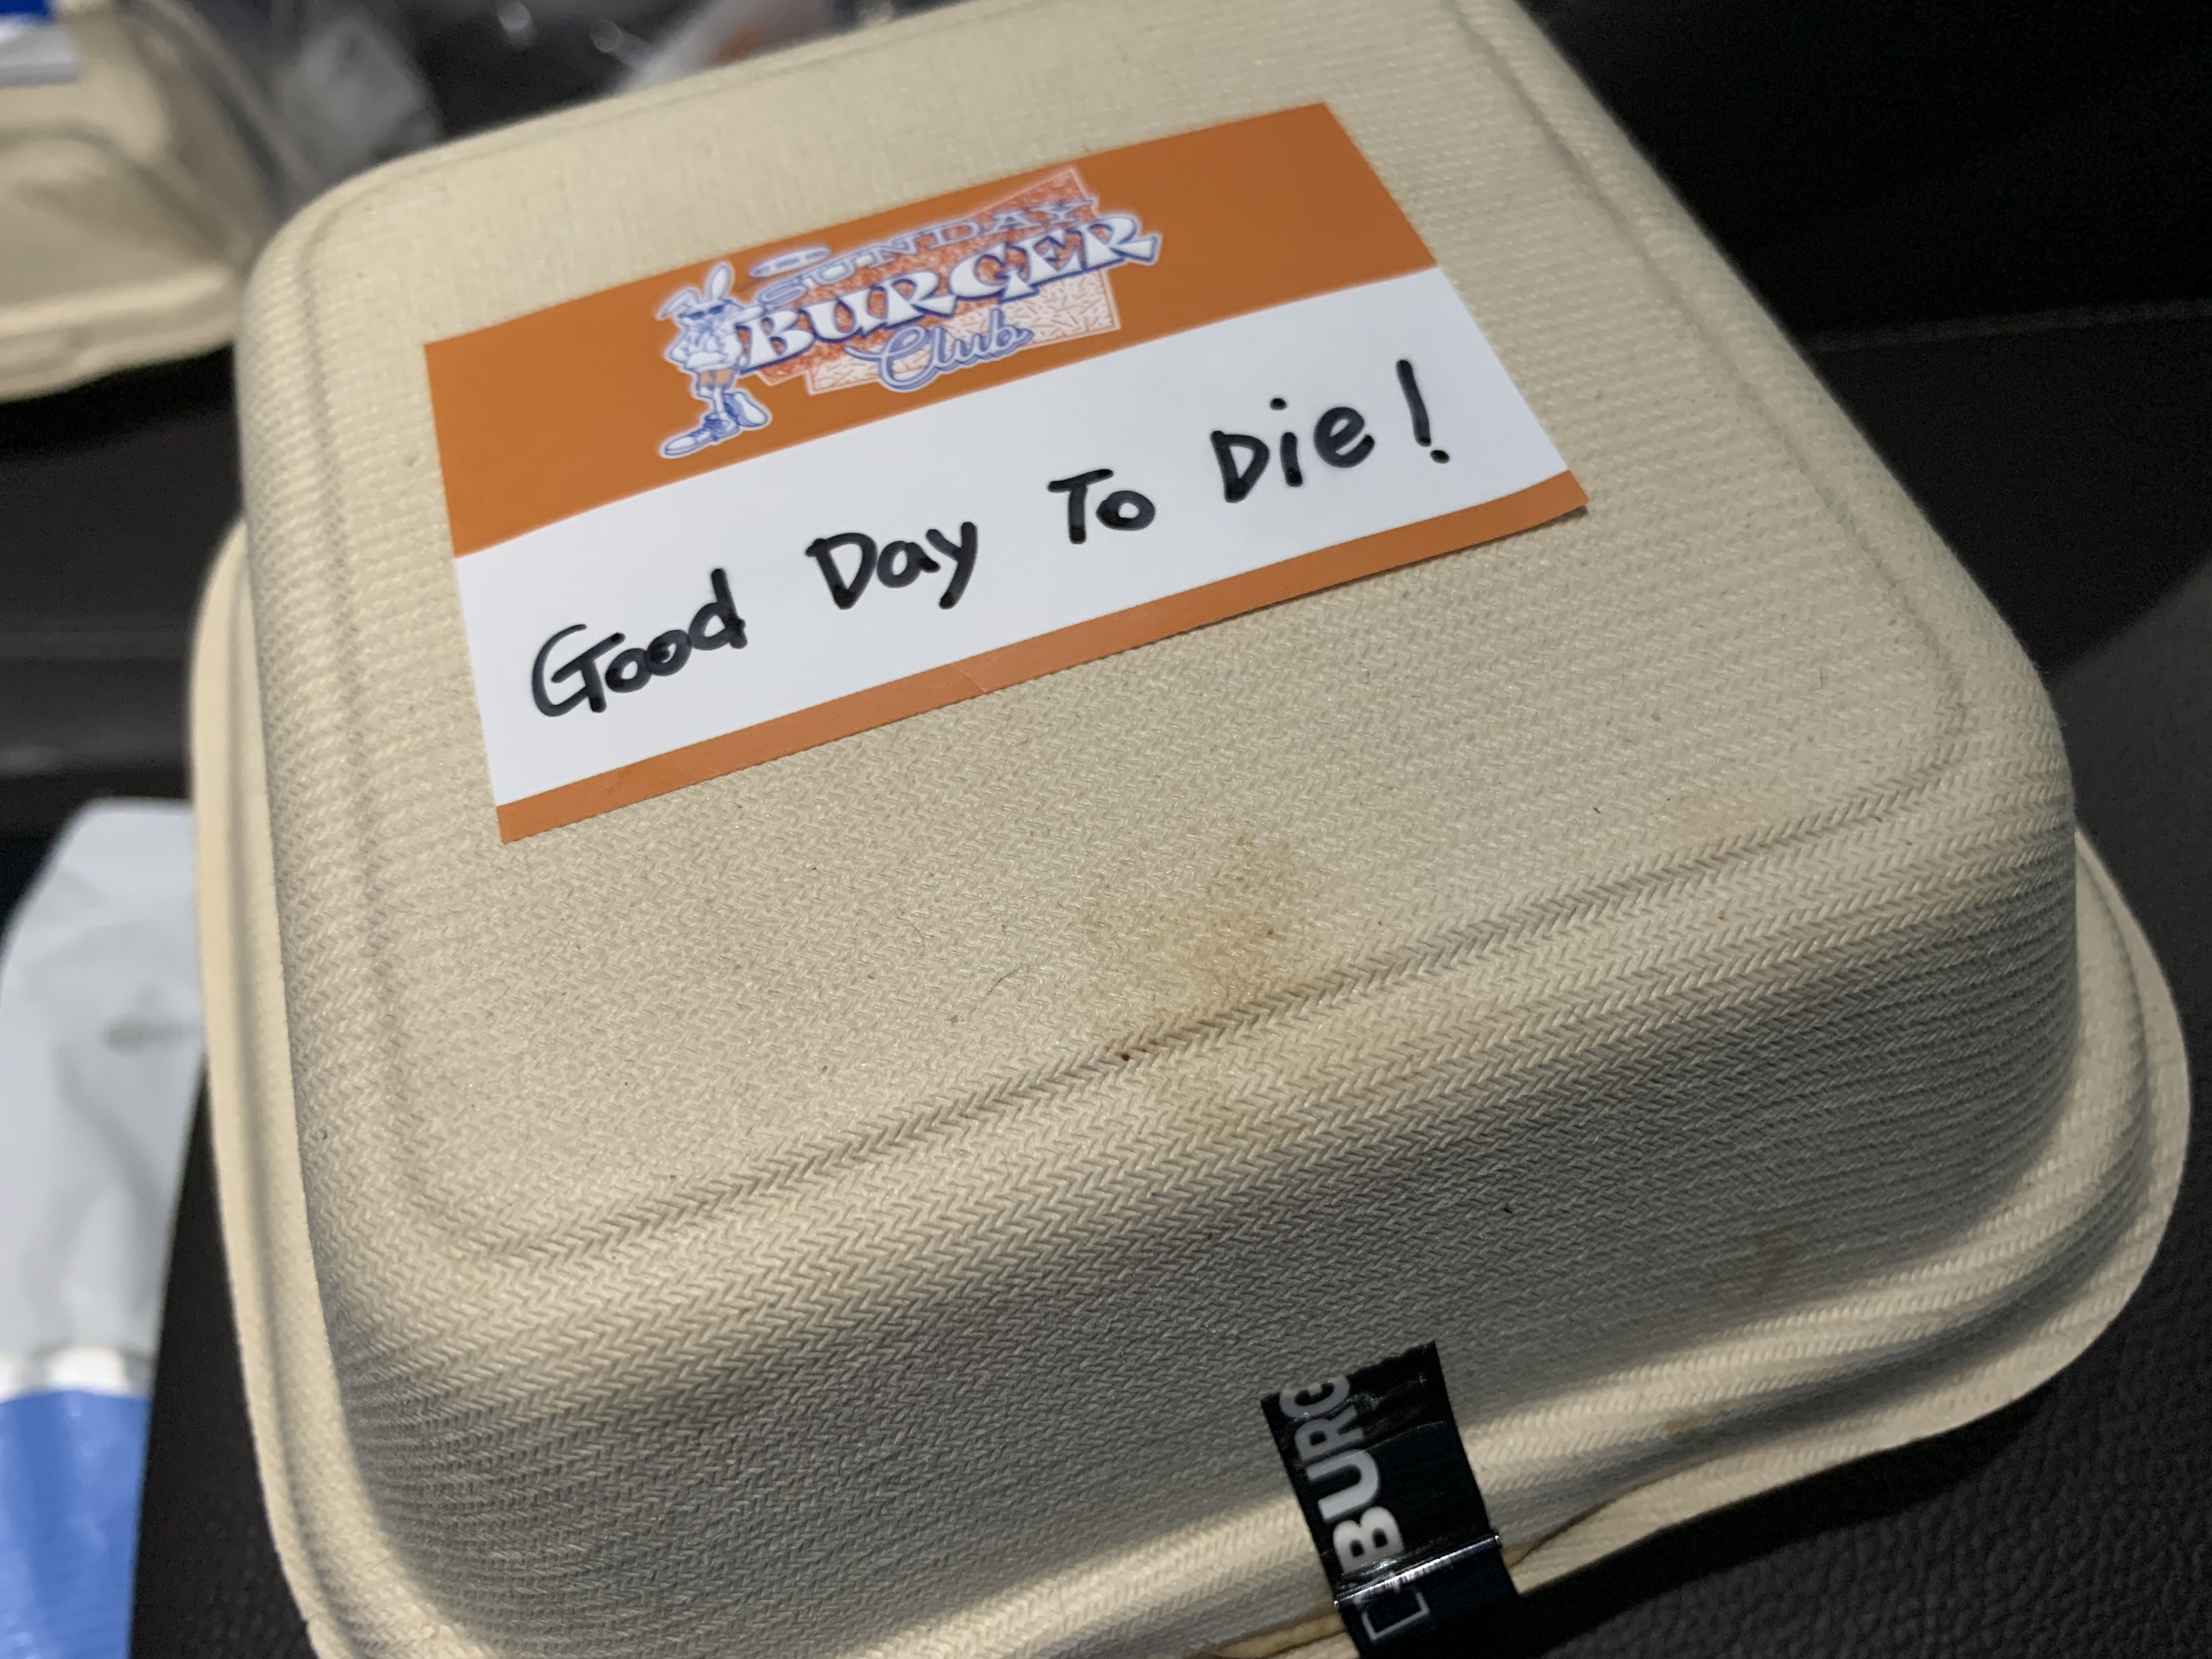 SUNDAY
BURGER
Club
Good Day To Die!
BURG